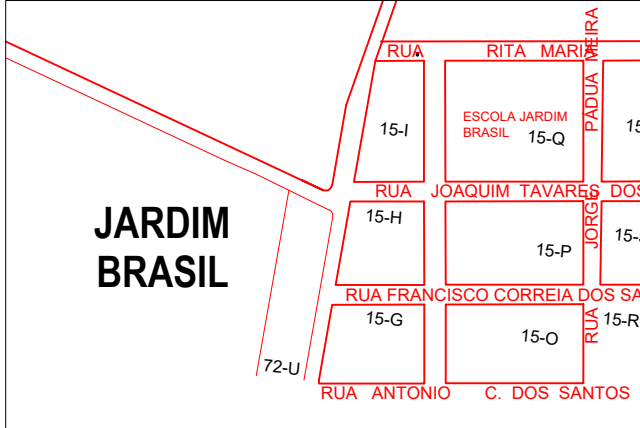 RUA RITA MARIA
PADUA MEIRA
ESCOLA JARDIM
BRASIL
15-I
15-Q
RUA JOAQUIM TAVARES DOS
JORGE
15-H
JARDIM
BRASIL
15-P
RUA FRANCISCO CORREIA DOS SA
15-G
15-O
RUA
15-R
72-U
RUA ANTONIO C. DOS SANTOS